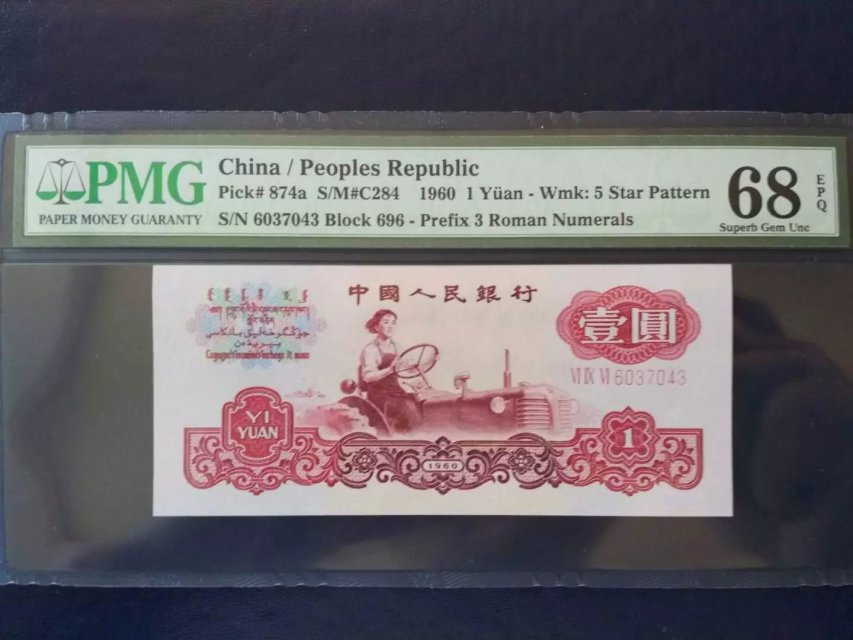 PMG
PAPER MONEY GUARANTY
China / Peoples Republic
Pick# 874a S/M#C284 1960 1 Yüan - Wmk: 5 Star Pattern
S/N 6037043 Block 696 - Prefix 3 Roman Numerals
68
EPQ
Superb Gem Unc
中國人民銀行
壹圓
VI IX VI 6037043
YI
YUAN
1960
1